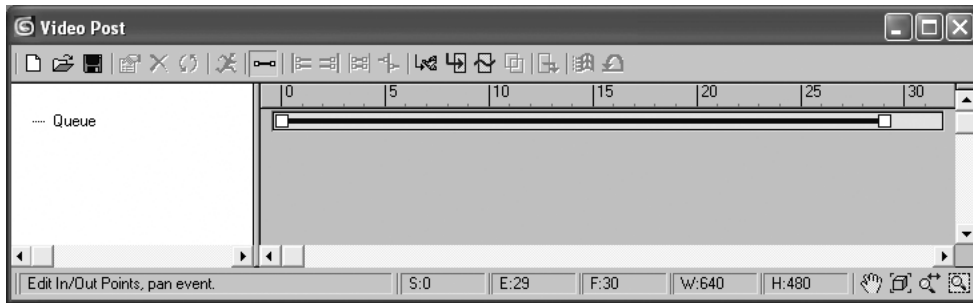 Video Post
0 5 10 15 20 25 30
Queue
Edit In/Out Points, pan event. S:0 E:29 F:30 W:640 H:480